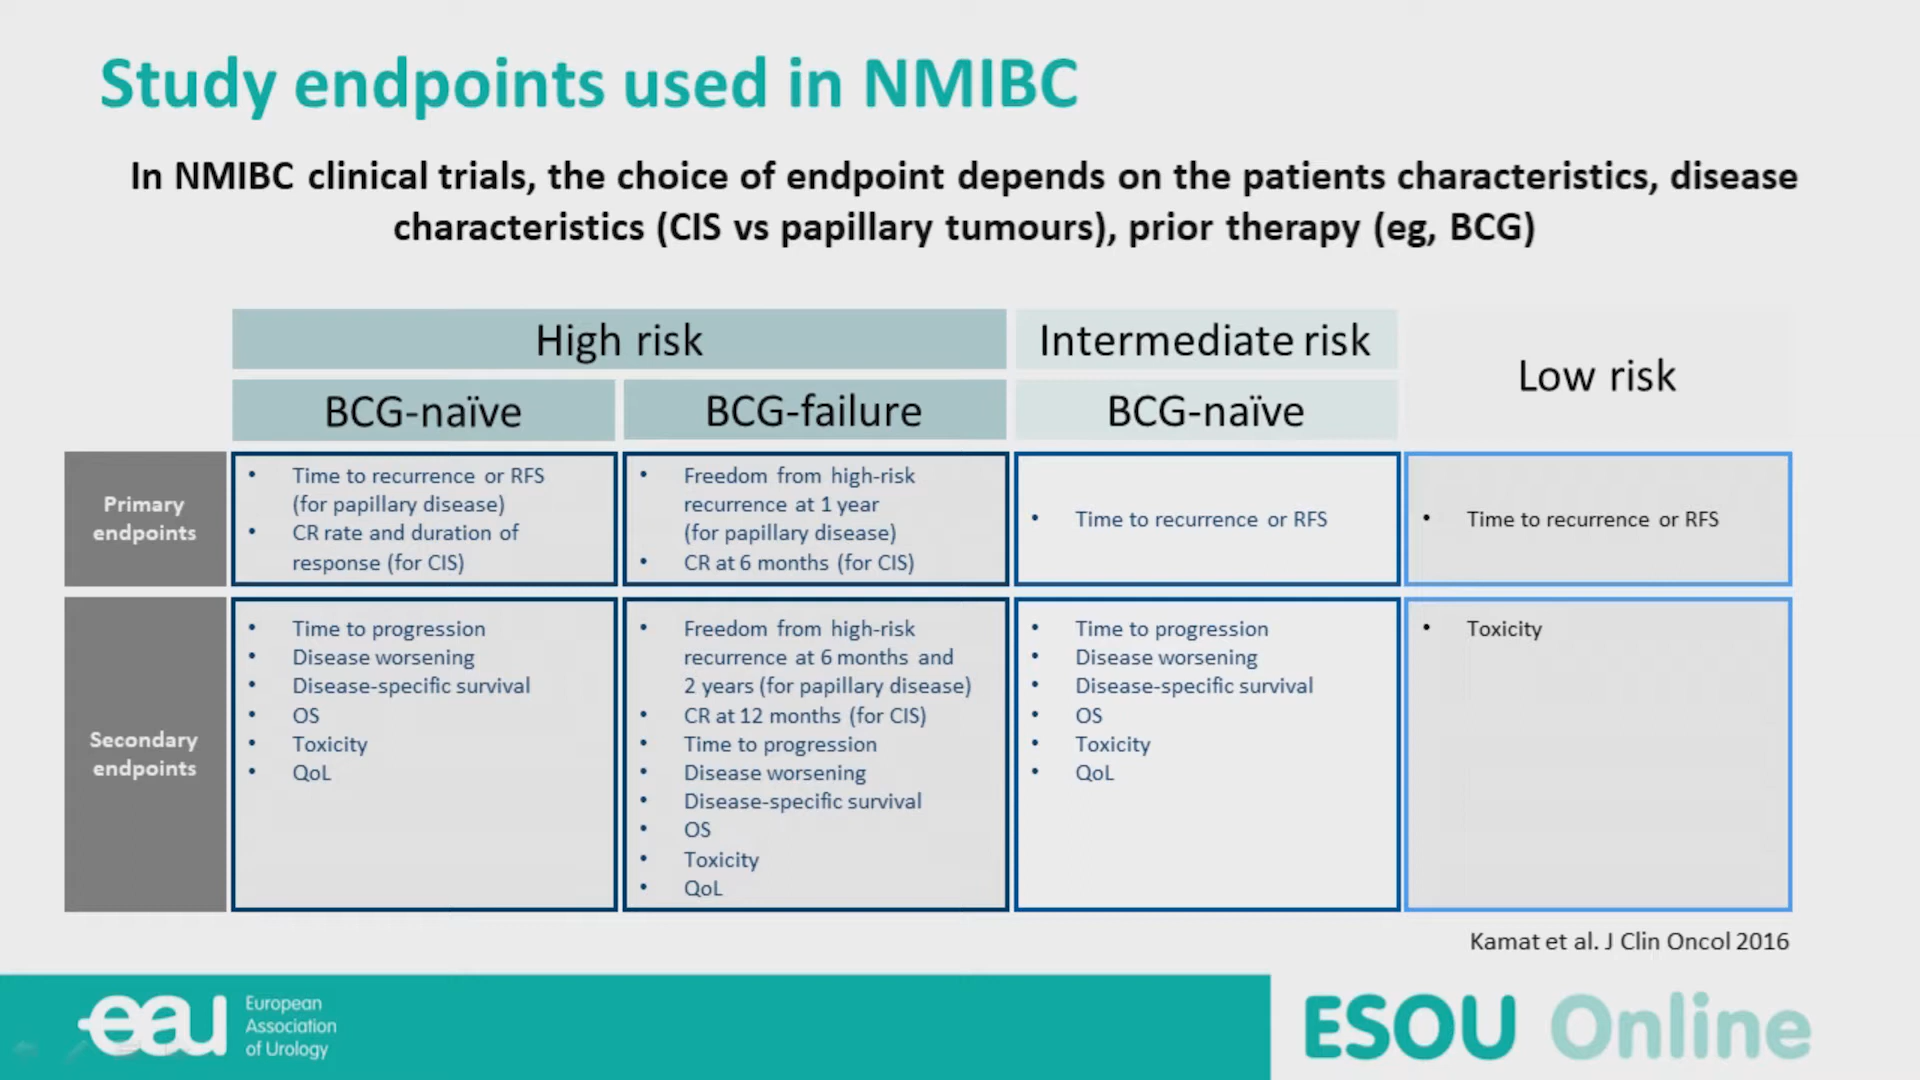 Study endpoints used in NMIBC
In NMIBC clinical trials, the choice of endpoint depends on the patients characteristics, disease
characteristics (CIS vs papillary tumours), prior therapy (eg, BCG)
High risk
Intermediate risk
Low risk
BCG-naïve
BCG-failure
BCG-naïve
Primary
endpoints
• Time to recurrence or RFS
(for papillary disease)
• CR rate and duration of
response (for CIS)
• Freedom from high-risk
recurrence at 1 year
(for papillary disease)
• CR at 6 months (for CIS)
• Time to recurrence or RFS
• Time to recurrence or RFS
Secondary
endpoints
• Time to progression
• Disease worsening
• Disease-specific survival
• OS
• Toxicity
• QoL
• Freedom from high-risk
recurrence at 6 months and
2 years (for papillary disease)
• CR at 12 months (for CIS)
• Time to progression
• Disease worsening
• Disease-specific survival
• OS
• Toxicity
• QoL
• Time to progression
• Disease worsening
• Disease-specific survival
• OS
• Toxicity
• QoL
• Toxicity
Kamat et al. J Clin Oncol 2016
eau
European
Association
of Urology
ESOU Online